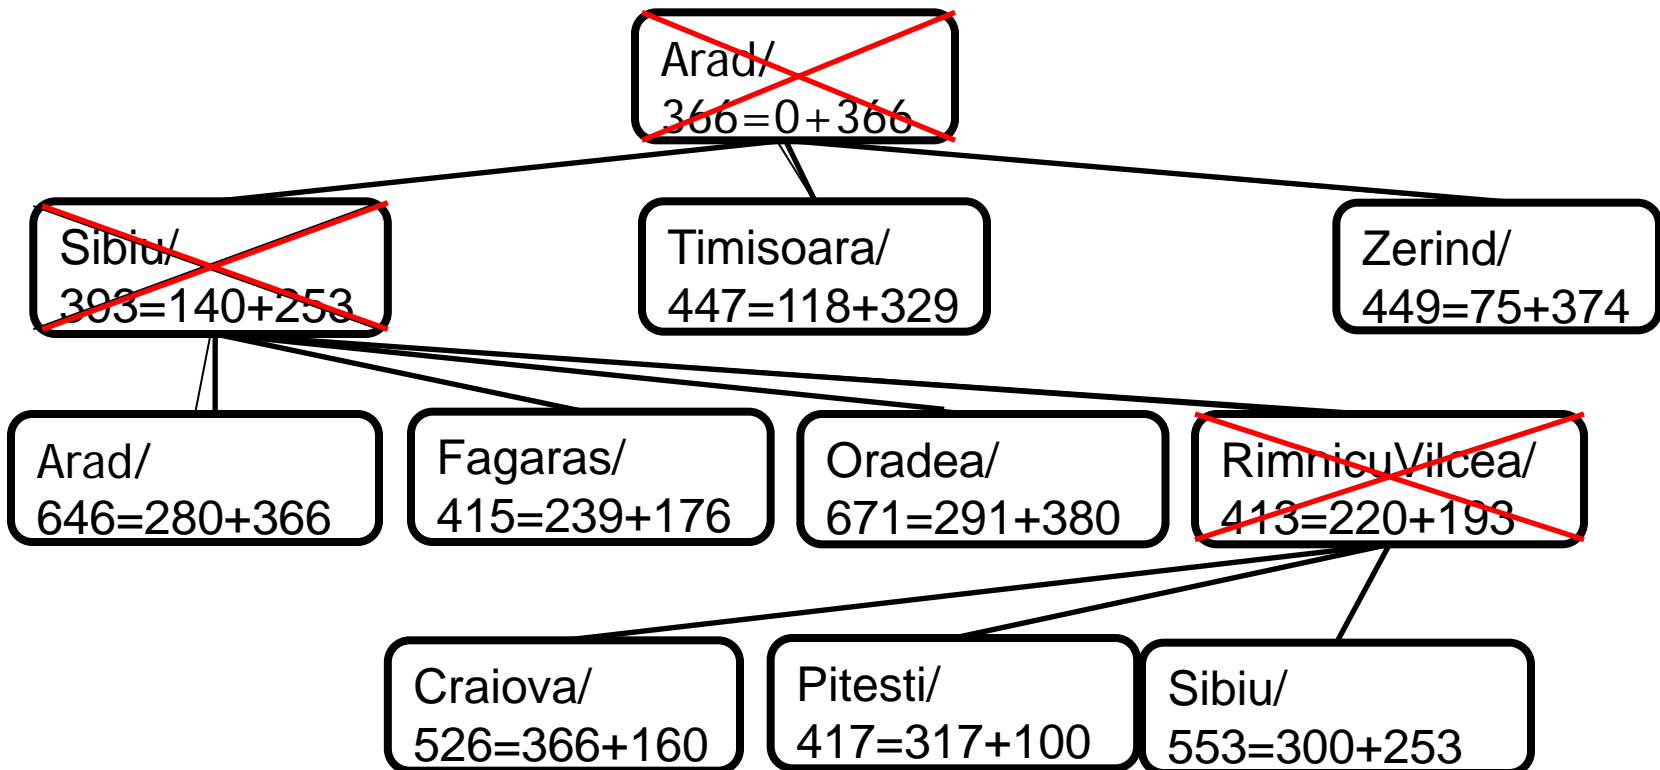 Arad/
366=0+366
Sibiu/
393=140+253
Timisoara/
447=118+329
Zerind/
449=75+374
Arad/
646=280+366
Fagaras/
415=239+176
Oradea/
671=291+380
RimnicuVilcea/
413=220+193
Craiova/
526=366+160
Pitesti/
417=317+100
Sibiu/
553=300+253